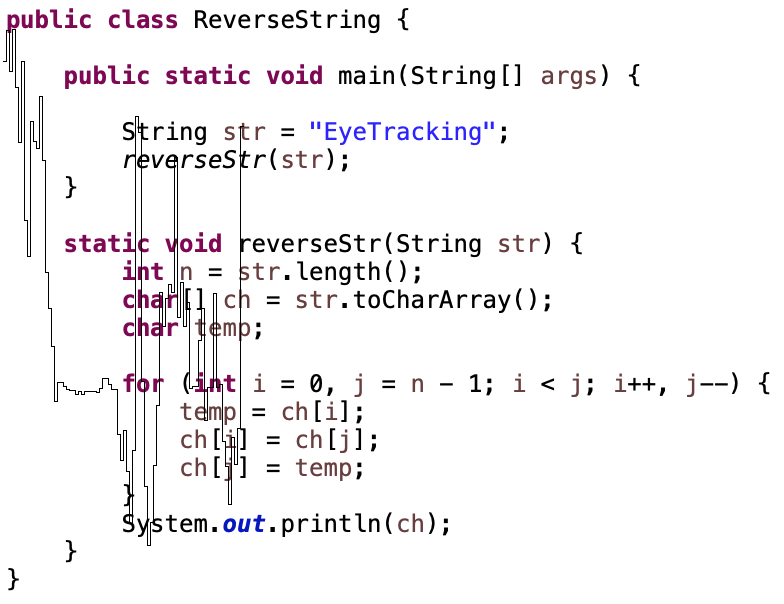 public class ReverseString {
public static void main(String[] args) {
String str = "EyeTracking";
reverseStr(str);
}
static void reverseStr(String str) {
int n = str.length();
char[] ch = str.toCharArray();
char temp;
for (int i = 0, j = n - 1; i < j; i++, j--) {
temp = ch[i];
ch[i] = ch[j];
ch[j] = temp;
}
System.out.println(ch);
}
}